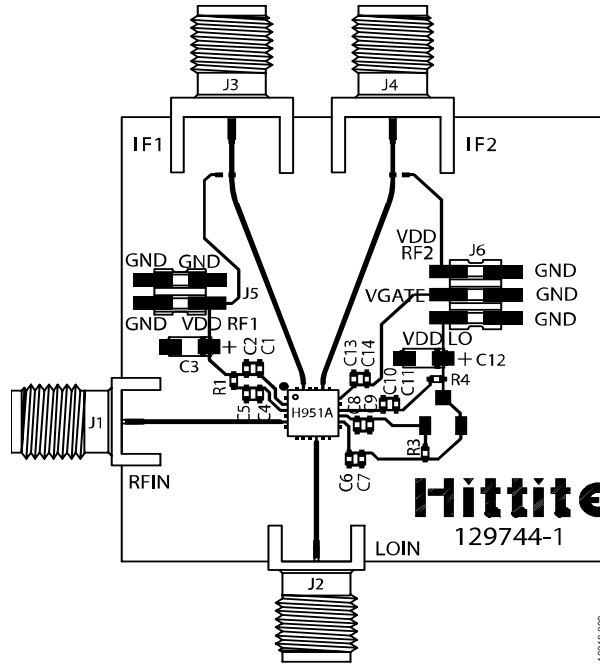 J3
J4
IF1
IF2
VDD
RF2
J6
GND
GND
GND
J5
VGATE
GND
GND
VDD RF1
GND
VDD LO
+
C3
+
C12
C2
C1
C13
C14
R1
C11
R4
C10
C5
C4
H951A
C8
C9
J1
R3
C6
C7
RFIN
Hittite
129744-1
LOIN
J2